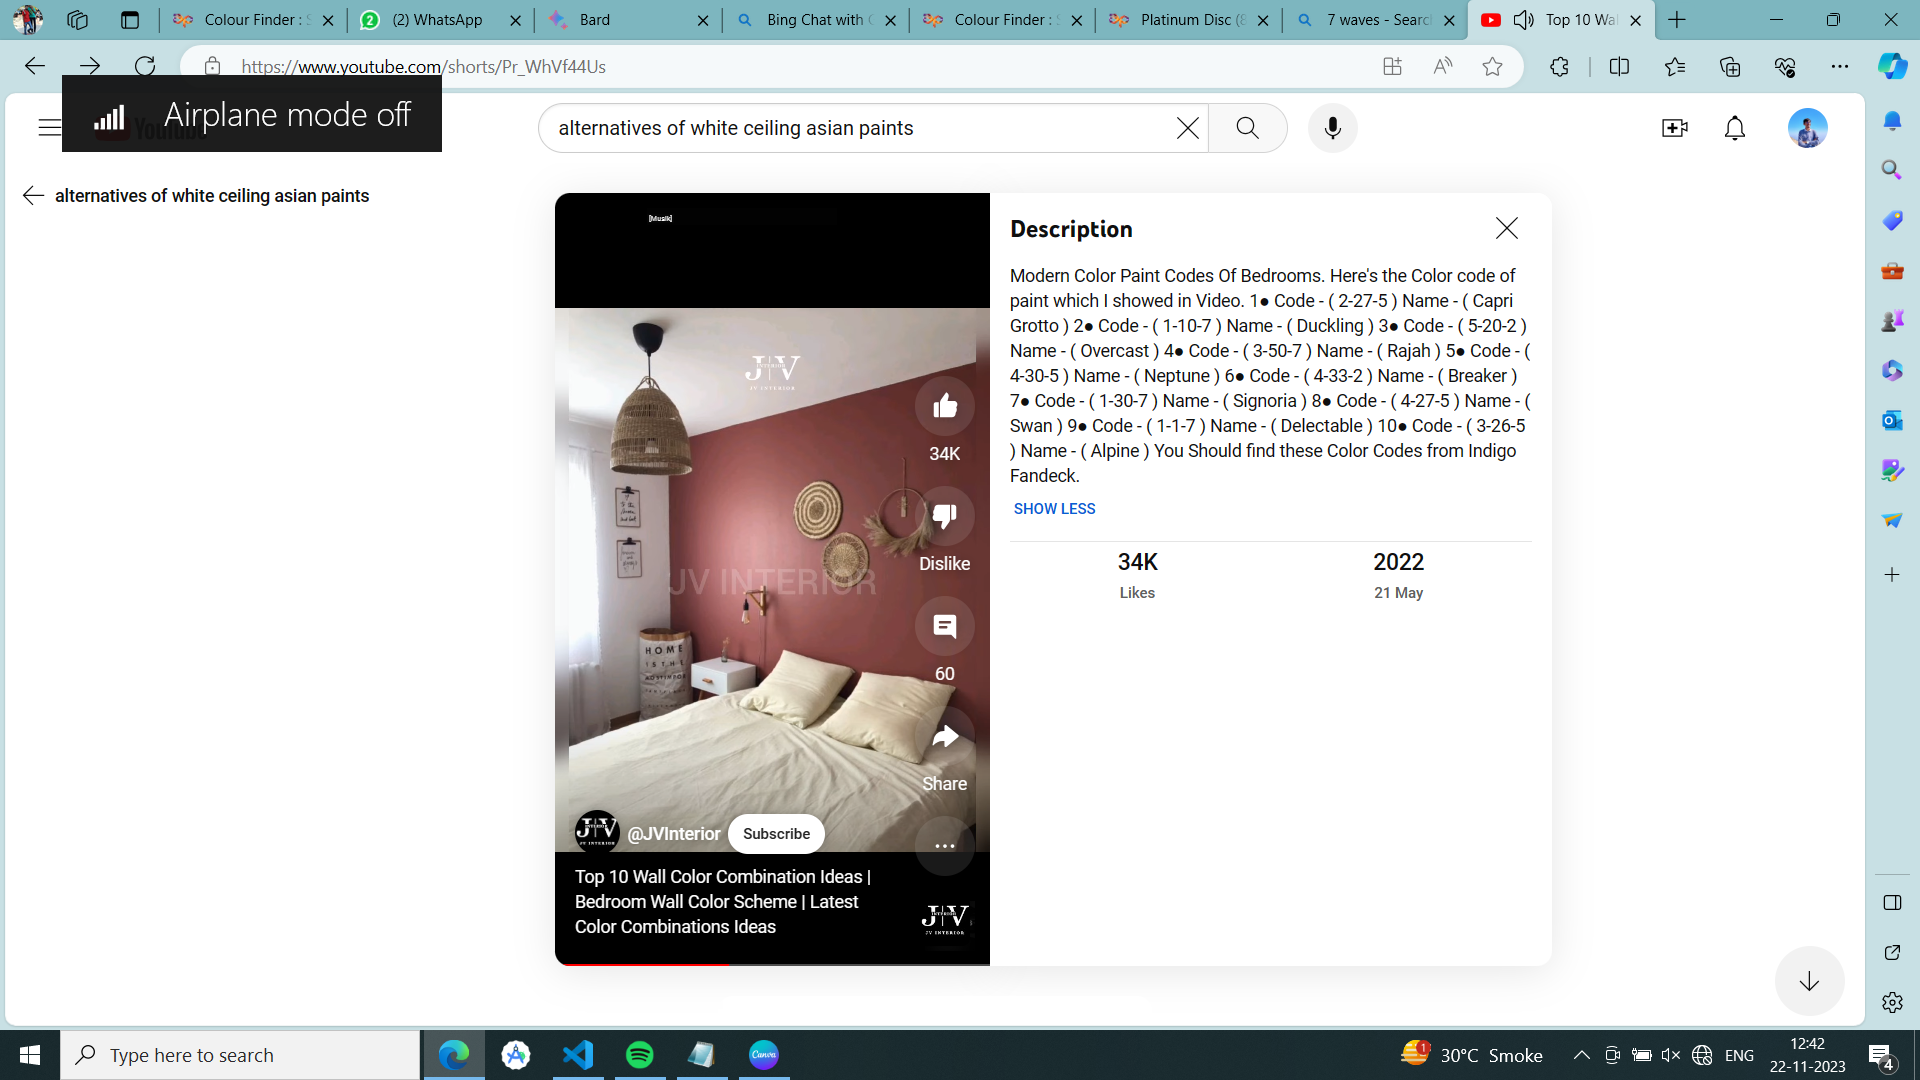 Colour Finder : S
(2) WhatsApp
Bard
Bing Chat with G
Colour Finder : S
Platinum Disc (8
7 waves - Search
Top 10 Wal
https://www.youtube.com/shorts/Pr_WhVf44Us
Airplane mode off
alternatives of white ceiling asian paints
alternatives of white ceiling asian paints
[Musik]
J|V
JV INTERIOR
34K
Dislike
JV INTERIOR
HOME
60
Share
@JVInterior
Subscribe
Top 10 Wall Color Combination Ideas |
Bedroom Wall Color Scheme | Latest
Color Combinations Ideas
J|V
JV INTERIOR
Description
Modern Color Paint Codes Of Bedrooms. Here's the Color code of
paint which I showed in Video. 1● Code - ( 2-27-5 ) Name - ( Capri
Grotto ) 2● Code - ( 1-10-7 ) Name - ( Duckling ) 3● Code - ( 5-20-2 )
Name - ( Overcast ) 4● Code - ( 3-50-7 ) Name - ( Rajah ) 5● Code - (
4-30-5 ) Name - ( Neptune ) 6● Code - ( 4-33-2 ) Name - ( Breaker )
7● Code - ( 1-30-7 ) Name - ( Signoria ) 8● Code - ( 4-27-5 ) Name - (
Swan ) 9● Code - ( 1-1-7 ) Name - ( Delectable ) 10● Code - ( 3-26-5
) Name - ( Alpine ) You Should find these Color Codes from Indigo
Fandeck.
SHOW LESS
34K
2022
Likes
21 May
Type here to search
Canva
1
30°C Smoke
ENG
12:42
22-11-2023
4